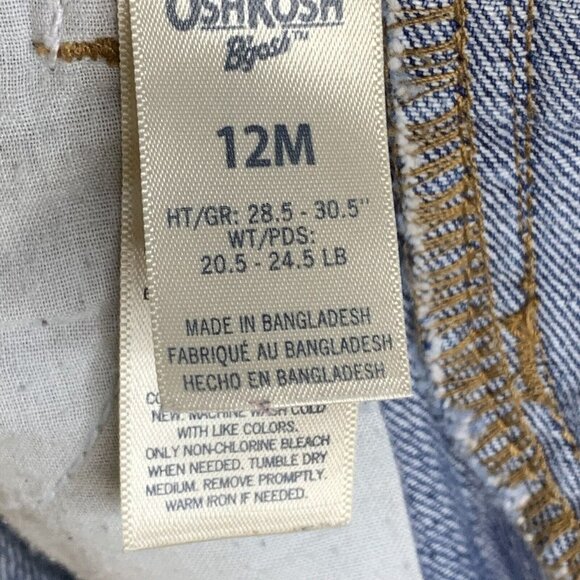 OSHKOSH
B'gosh™
12M
HT/GR: 28.5 - 30.5"
WT/PDS:
20.5 - 24.5 LB
MADE IN BANGLADESH
FABRIQUÉ AU BANGLADESH
HECHO EN BANGLADESH
NEW. MACHINE WASH COLD
WITH LIKE COLORS.
ONLY NON-CHLORINE BLEACH
WHEN NEEDED. TUMBLE DRY
MEDIUM. REMOVE PROMPTLY.
WARM IRON IF NEEDED.